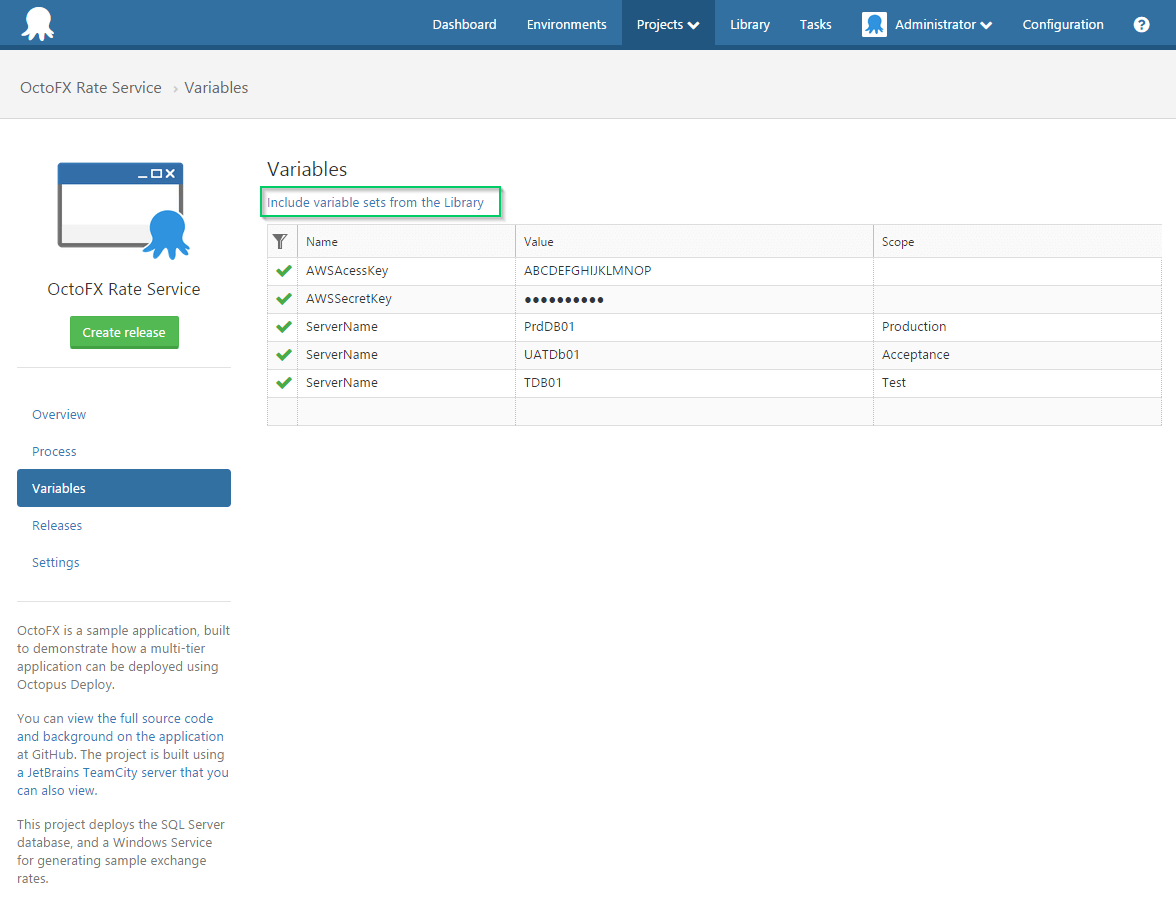 Dashboard Environments Projects Library Tasks Administrator Configuration ?
OctoFX Rate Service › Variables
Variables
Include variable sets from the Library
Name Value Scope
AWSAcessKey ABCDEFGHIJKLMNOP
AWSSecretKey ●●●●●●●●●●
ServerName PrdDB01 Production
ServerName UATDb01 Acceptance
ServerName TDB01 Test
OctoFX Rate Service
Create release
Overview
Process
Variables
Releases
Settings
OctoFX is a sample application, built
to demonstrate how a multi-tier
application can be deployed using
Octopus Deploy.
You can view the full source code
and background on the application
at GitHub. The project is built using
a JetBrains TeamCity server that you
can also view.
This project deploys the SQL Server
database, and a Windows Service
for generating sample exchange
rates.